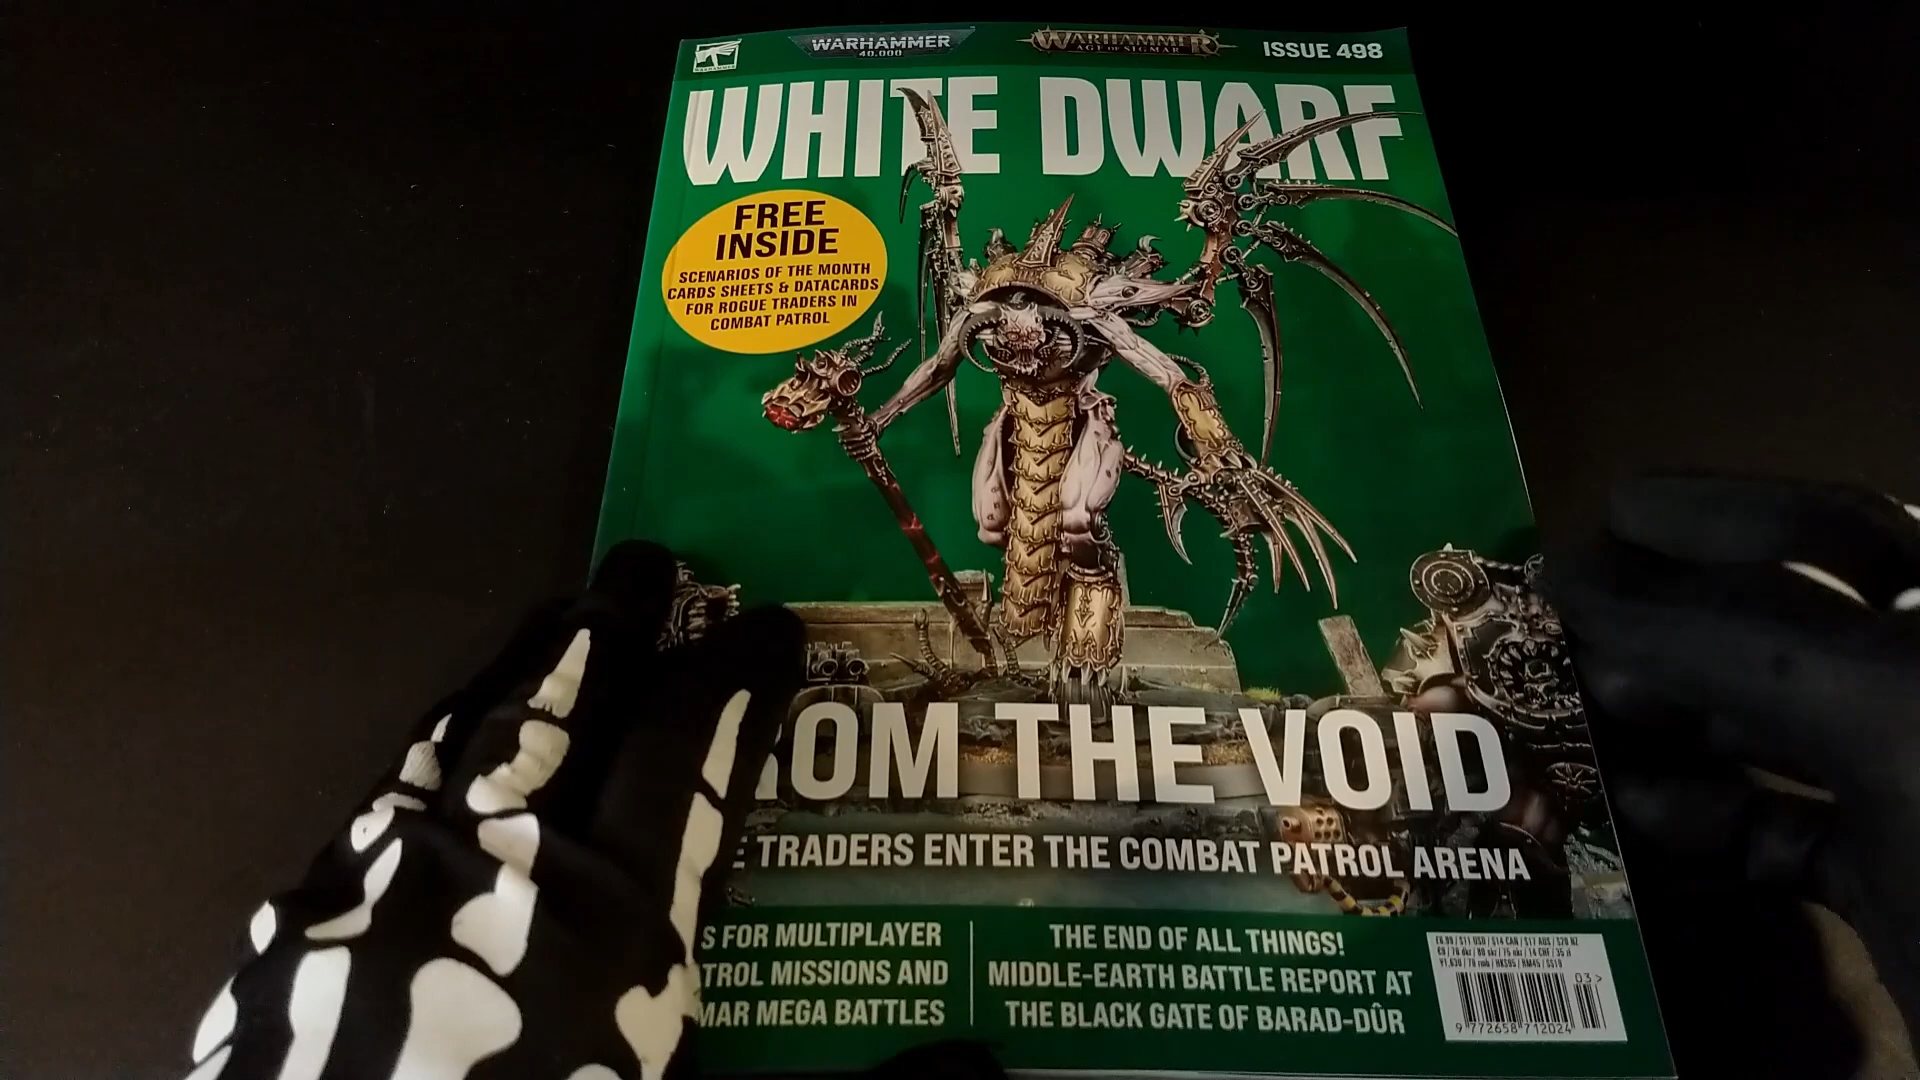 WARHAMMER
40,000
WARHAMMER
AGE OF SIGMAR
ISSUE 498
WHITE DWARF
FREE
INSIDE
SCENARIOS OF THE MONTH
CARDS SHEETS & DATACARDS
FOR ROGUE TRADERS IN
COMBAT PATROL
ROM THE VOID
E TRADERS ENTER THE COMBAT PATROL ARENA
S FOR MULTIPLAYER
TROL MISSIONS AND
MAR MEGA BATTLES
THE END OF ALL THINGS!
MIDDLE-EARTH BATTLE REPORT AT
THE BLACK GATE OF BARAD-DÛR
03>
9 772658 712024